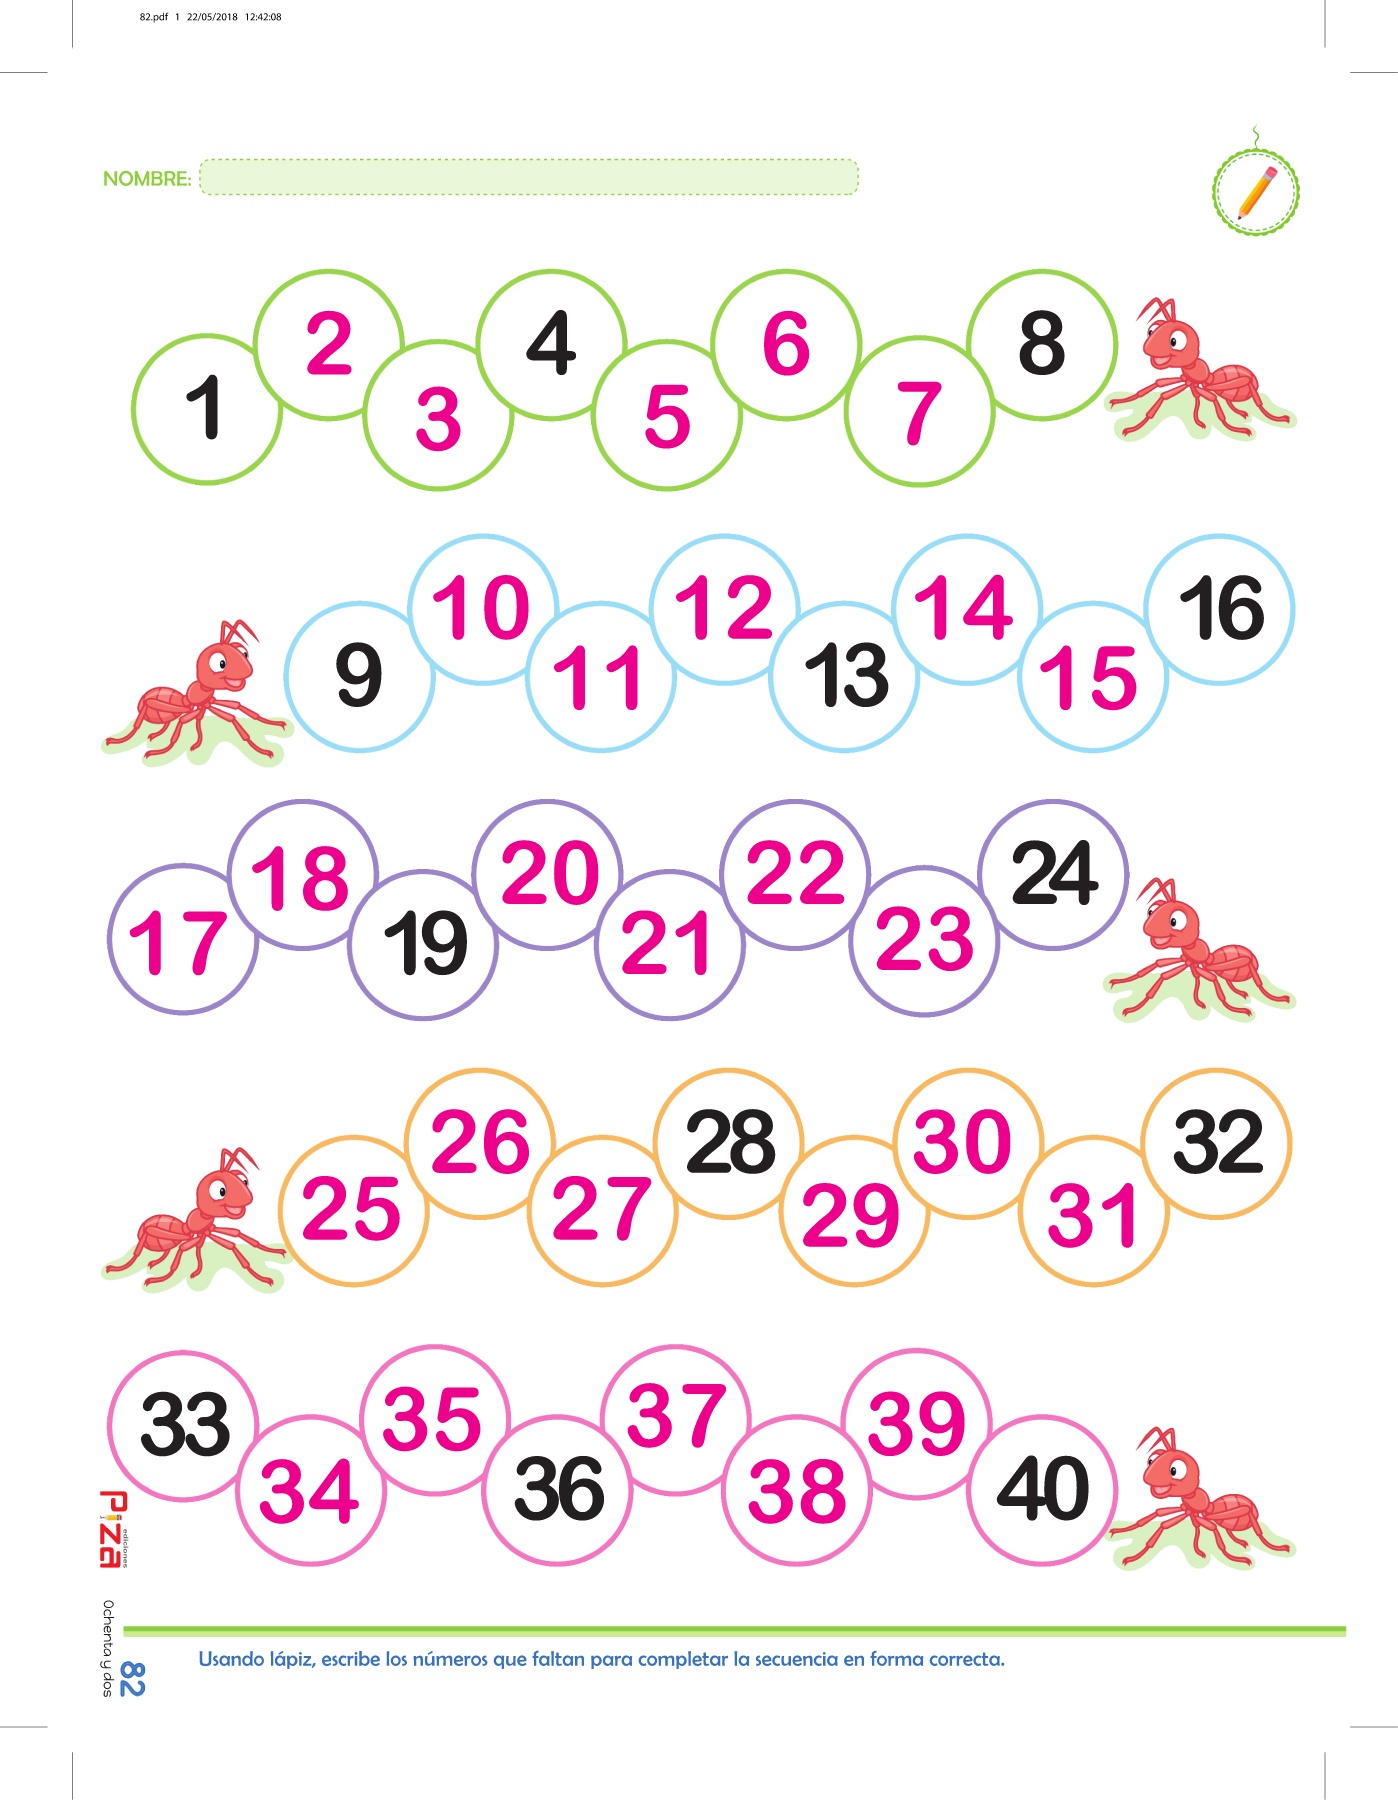 82.pdf 1 22/05/2018 12:42:08
NOMBRE:
1 2 3 4 5 6 7 8
9 10 11 12 13 14 15 16
17 18 19 20 21 22 23 24
25 26 27 28 29 30 31 32
33 34 35 36 37 38 39 40
Piza
ediciones
Ochenta y dos
82
Usando lápiz, escribe los números que faltan para completar la secuencia en forma correcta.